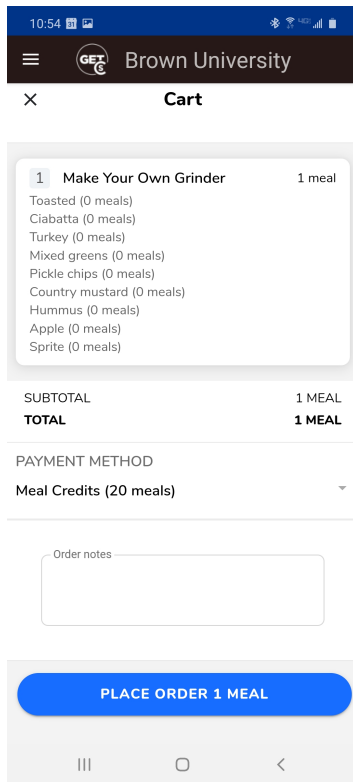 10:54 31
4G
GET
Brown University
Cart
1 Make Your Own Grinder 1 meal
Toasted (0 meals)
Ciabatta (0 meals)
Turkey (0 meals)
Mixed greens (0 meals)
Pickle chips (0 meals)
Country mustard (0 meals)
Hummus (0 meals)
Apple (0 meals)
Sprite (0 meals)
SUBTOTAL 1 MEAL
TOTAL 1 MEAL
PAYMENT METHOD
Meal Credits (20 meals)
Order notes
PLACE ORDER 1 MEAL